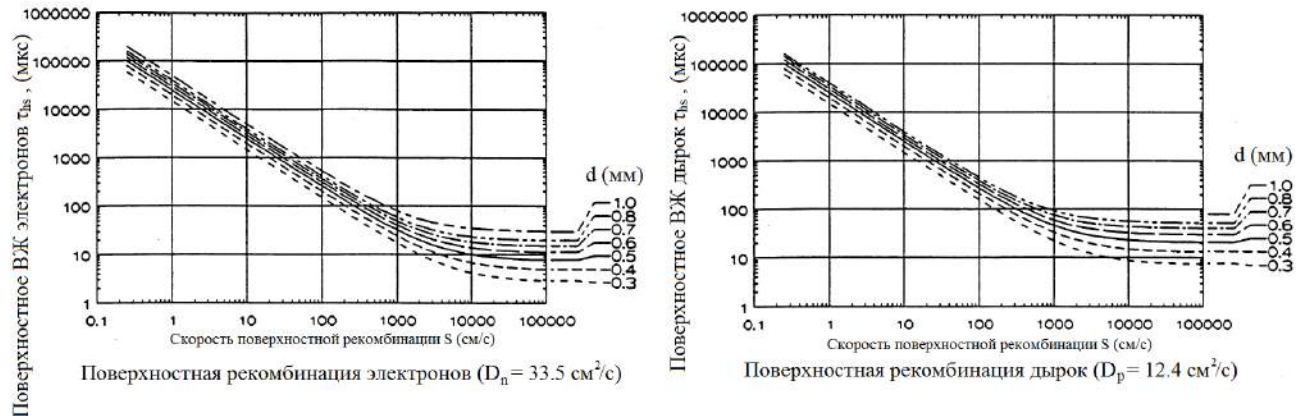 Поверхностное ВЖ электронов τhs , (мкс)
1000000
100000
10000
1000
100
10
1
0.1 1 10 100 1000 10000 100000
Скорость поверхностной рекомбинации S (см/с)
d (мм)
1.0
0.8
0.7
0.6
0.5
0.4
0.3
Поверхностная рекомбинация электронов (Dn = 33.5 см²/с)
Поверхностное ВЖ дырок τhs , (мкс)
1000000
100000
10000
1000
100
10
1
0.1 1 10 100 1000 10000 100000
Скорость поверхностной рекомбинации S (см/с)
d (мм)
1.0
0.8
0.7
0.6
0.5
0.4
0.3
Поверхностная рекомбинация дырок (Dp = 12.4 см²/с)